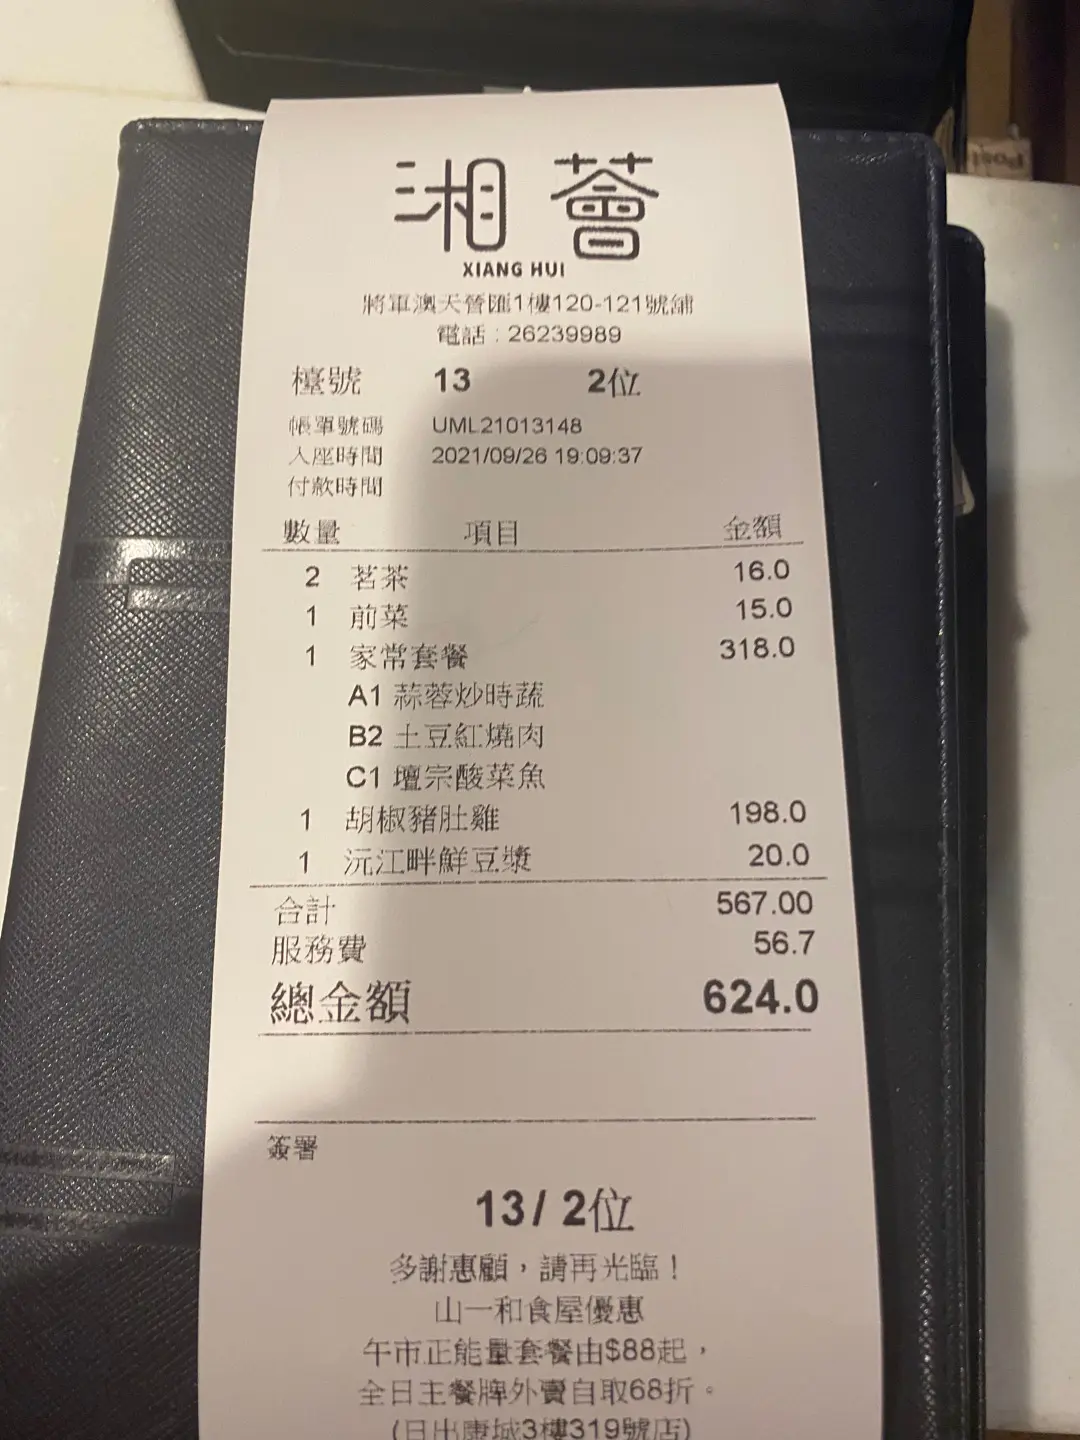 湘薈
XIANG HUI
將軍澳天晉匯1樓120-121號舖
電話：26239989
檯號 13 2位
帳單號碼 UML21013148
入座時間 2021/09/26 19:09:37
付款時間
數量 項目 金額
2 茗茶 16.0
1 前菜 15.0
1 家常套餐 318.0
A1 蒜蓉炒時蔬
B2 土豆紅燒肉
C1 壇宗酸菜魚
1 胡椒豬肚雞 198.0
1 沅江畔鮮豆漿 20.0
合計 567.00
服務費 56.7
總金額 624.0
簽署
13/ 2位
多謝惠顧，請再光臨！
山一和食屋優惠
午市正能量套餐由$88起，
全日主餐牌外賣自取68折。
(日出康城3樓319號店)